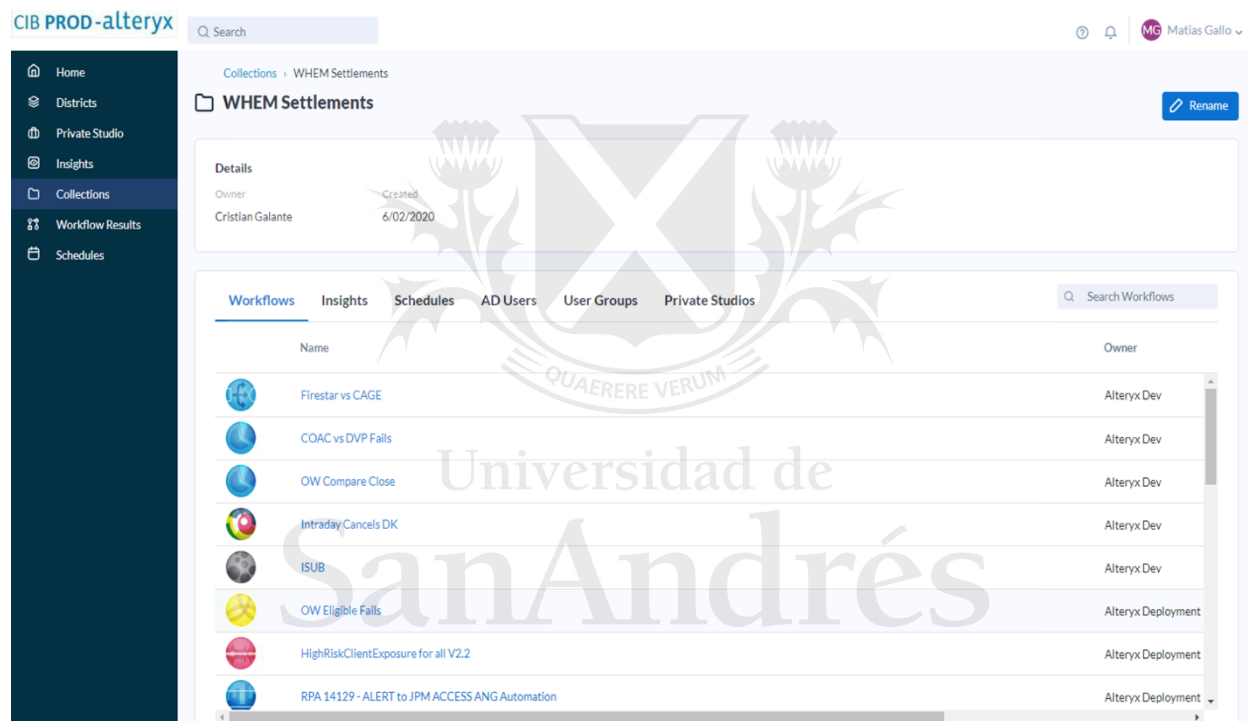 CIB PROD-alteryx
Search
MG Matias Gallo
Home
Districts
Private Studio
Insights
Collections
Workflow Results
Schedules
Collections › WHEM Settlements
WHEM Settlements
Rename
Details
Owner Created
Cristian Galante 6/02/2020
Workflows Insights Schedules AD Users User Groups Private Studios
Search Workflows
Name Owner
Firestar vs CAGE Alteryx Dev
COAC vs DVP Fails Alteryx Dev
OW Compare Close Alteryx Dev
Intraday Cancels DK Alteryx Dev
ISUB Alteryx Dev
OW Eligible Fails Alteryx Deployment
HighRiskClientExposure for all V2.2 Alteryx Deployment
RPA 14129 - ALERT to JPM ACCESS ANG Automation Alteryx Deployment
QUAERERE VERUM
Universidad de
SanAndrés